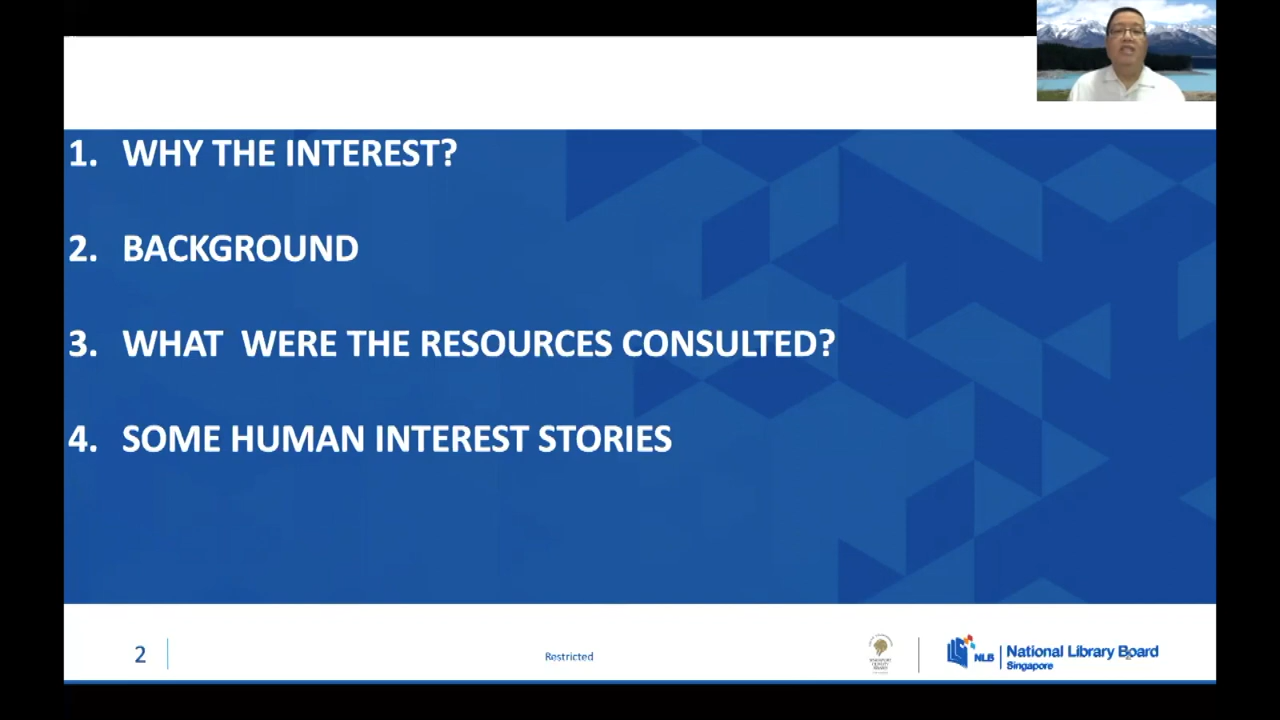 1. WHY THE INTEREST?
2. BACKGROUND
3. WHAT WERE THE RESOURCES CONSULTED?
4. SOME HUMAN INTEREST STORIES
2
Restricted
NLB
National Library Board
Singapore